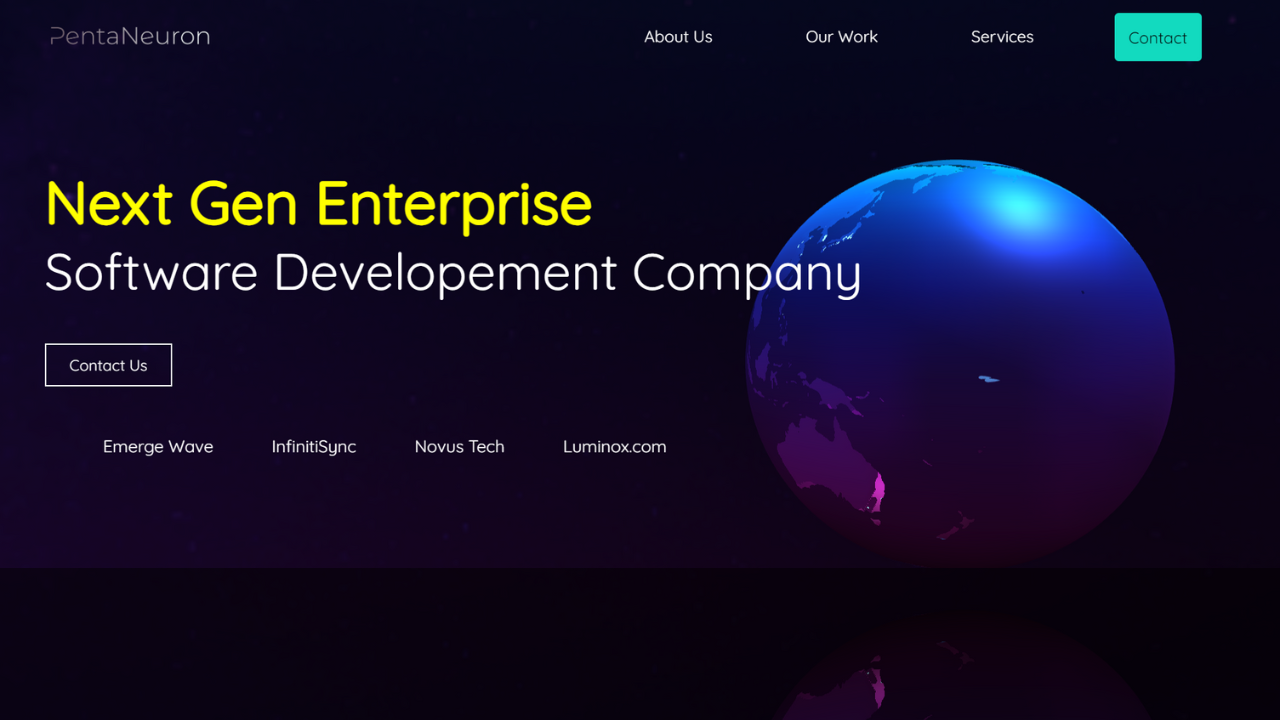 PentaNeuron
About Us
Our Work
Services
Contact
Next Gen Enterprise
Software Developement Company
Contact Us
Emerge Wave
InfinitiSync
Novus Tech
Luminox.com